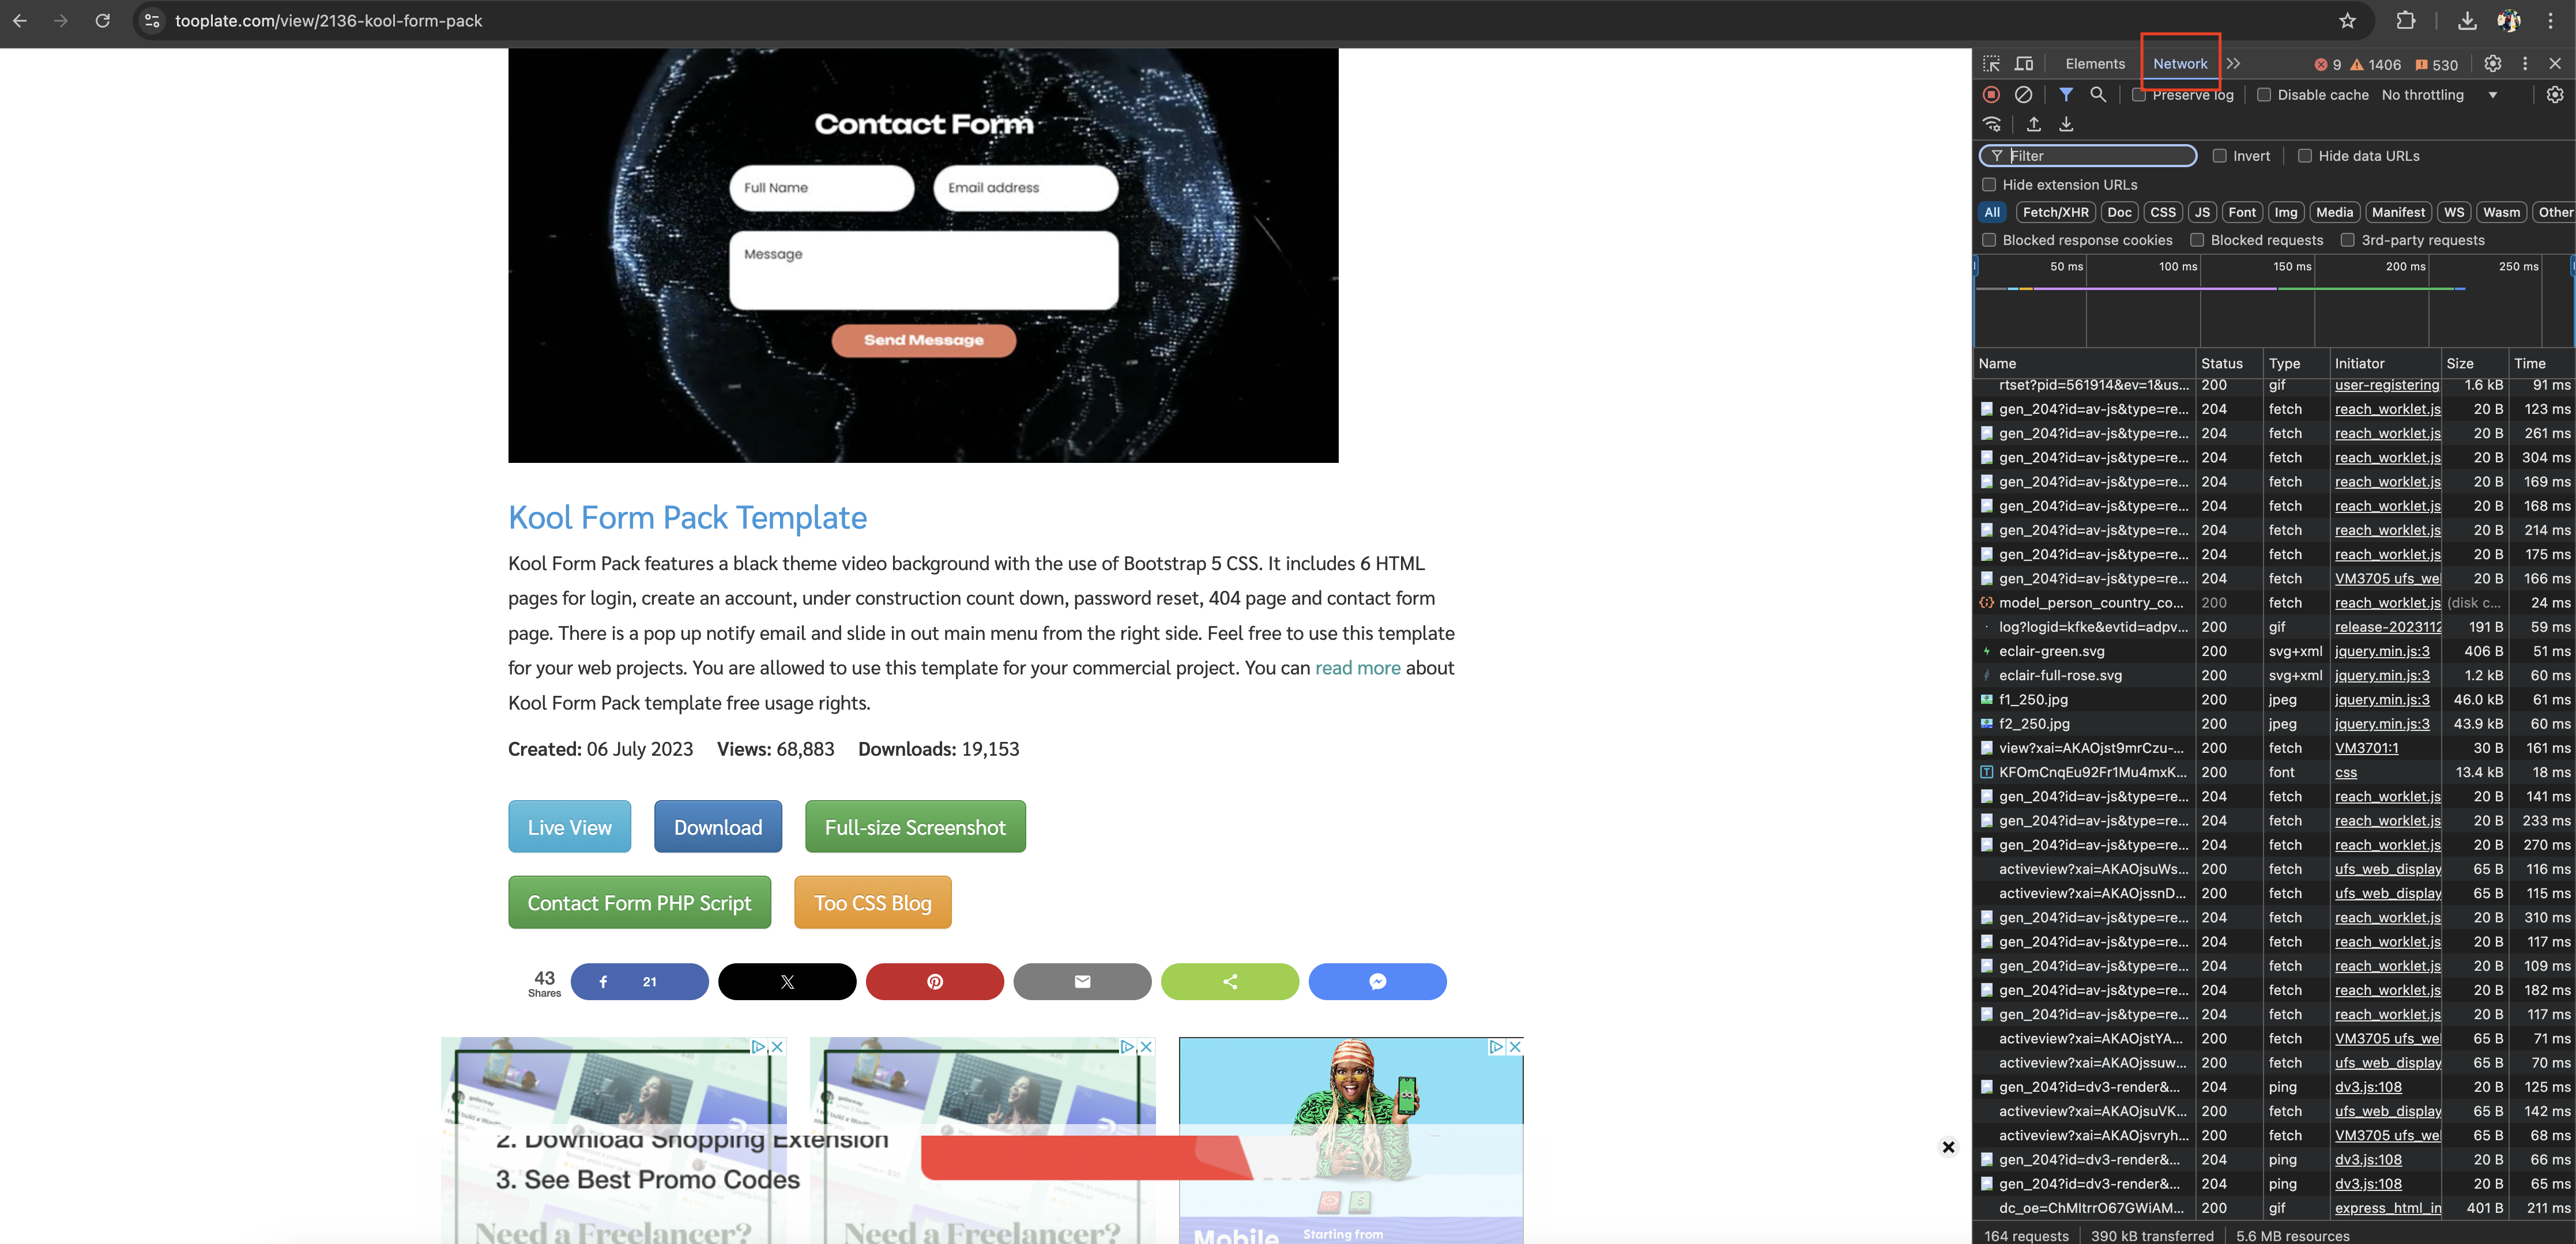 tooplate.com/view/2136-kool-form-pack
Contact Form
Full Name
Email address
Message
Send Message
Kool Form Pack Template
Kool Form Pack features a black theme video background with the use of Bootstrap 5 CSS. It includes 6 HTML
pages for login, create an account, under construction count down, password reset, 404 page and contact form
page. There is a pop up notify email and slide in out main menu from the right side. Feel free to use this template
for your web projects. You are allowed to use this template for your commercial project. You can read more about
Kool Form Pack template free usage rights.
Created: 06 July 2023 Views: 68,883 Downloads: 19,153
Live View Download Full-size Screenshot
Contact Form PHP Script Too CSS Blog
43
Shares
21
2. Download Shopping Extension
3. See Best Promo Codes
Need a Freelancer?
Need a Freelancer?
Mobile
Starting from
Elements Network 9 1406 530
Preserve log Disable cache No throttling
Filter Invert Hide data URLs
Hide extension URLs
All Fetch/XHR Doc CSS JS Font Img Media Manifest WS Wasm Other
Blocked response cookies Blocked requests 3rd-party requests
50 ms 100 ms 150 ms 200 ms 250 ms
Name Status Type Initiator Size Time
rtset?pid=561914&ev=1&us... 200 gif user-registering 1.6 kB 91 ms
gen_204?id=av-js&type=re... 204 fetch reach_worklet.js 20 B 123 ms
gen_204?id=av-js&type=re... 204 fetch reach_worklet.js 20 B 261 ms
gen_204?id=av-js&type=re... 204 fetch reach_worklet.js 20 B 304 ms
gen_204?id=av-js&type=re... 204 fetch reach_worklet.js 20 B 169 ms
gen_204?id=av-js&type=re... 204 fetch reach_worklet.js 20 B 168 ms
gen_204?id=av-js&type=re... 204 fetch reach_worklet.js 20 B 214 ms
gen_204?id=av-js&type=re... 204 fetch reach_worklet.js 20 B 175 ms
gen_204?id=av-js&type=re... 204 fetch VM3705 ufs_we 20 B 166 ms
model_person_country_co... 200 fetch reach_worklet.js (disk c... 24 ms
log?logid=kfke&evtid=adpv... 200 gif release-2023112 191 B 59 ms
eclair-green.svg 200 svg+xml jquery.min.js:3 406 B 51 ms
eclair-full-rose.svg 200 svg+xml jquery.min.js:3 1.2 kB 60 ms
f1_250.jpg 200 jpeg jquery.min.js:3 46.0 kB 61 ms
f2_250.jpg 200 jpeg jquery.min.js:3 43.9 kB 60 ms
view?xai=AKAOjst9mrCzu-... 200 fetch VM3701:1 30 B 161 ms
KFOmCnqEu92Fr1Mu4mxK... 200 font css 13.4 kB 18 ms
gen_204?id=av-js&type=re... 204 fetch reach_worklet.js 20 B 141 ms
gen_204?id=av-js&type=re... 204 fetch reach_worklet.js 20 B 233 ms
gen_204?id=av-js&type=re... 204 fetch reach_worklet.js 20 B 270 ms
activeview?xai=AKAOjsuWs... 200 fetch ufs_web_display 65 B 116 ms
activeview?xai=AKAOjssnD... 200 fetch ufs_web_display 65 B 115 ms
gen_204?id=av-js&type=re... 204 fetch reach_worklet.js 20 B 310 ms
gen_204?id=av-js&type=re... 204 fetch reach_worklet.js 20 B 117 ms
gen_204?id=av-js&type=re... 204 fetch reach_worklet.js 20 B 109 ms
gen_204?id=av-js&type=re... 204 fetch reach_worklet.js 20 B 182 ms
gen_204?id=av-js&type=re... 204 fetch reach_worklet.js 20 B 117 ms
activeview?xai=AKAOjstYA... 200 fetch VM3705 ufs_we 65 B 71 ms
activeview?xai=AKAOjssuw... 200 fetch ufs_web_display 65 B 70 ms
gen_204?id=dv3-render&... 204 ping dv3.js:108 20 B 125 ms
activeview?xai=AKAOjsuVK... 200 fetch ufs_web_display 65 B 142 ms
activeview?xai=AKAOjsvryh... 200 fetch VM3705 ufs_we 65 B 68 ms
gen_204?id=dv3-render&... 204 ping dv3.js:108 20 B 66 ms
gen_204?id=dv3-render&... 204 ping dv3.js:108 20 B 65 ms
dc_oe=ChMItrrO67GWiAM... 200 gif express_html_in 401 B 211 ms
164 requests 390 kB transferred 5.6 MB resources